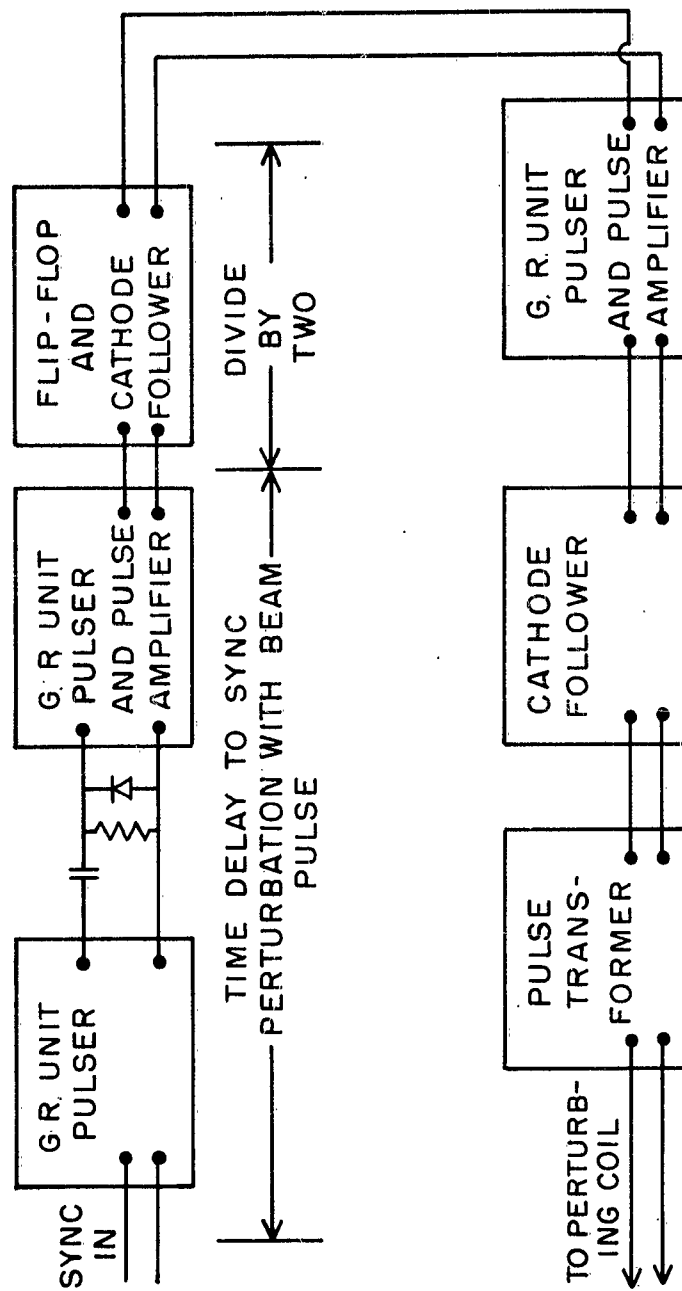 SYNC
IN
G.R. UNIT
PULSER
G.R. UNIT
PULSER
AND PULSE
AMPLIFIER
FLIP-FLOP
AND
CATHODE
FOLLOWER
TIME DELAY TO SYNC
PERTURBATION WITH BEAM
PULSE
DIVIDE
BY
TWO
TO PERTURB-
ING COIL
PULSE
TRANS-
FORMER
CATHODE
FOLLOWER
G.R. UNIT
PULSER
AND PULSE
AMPLIFIER